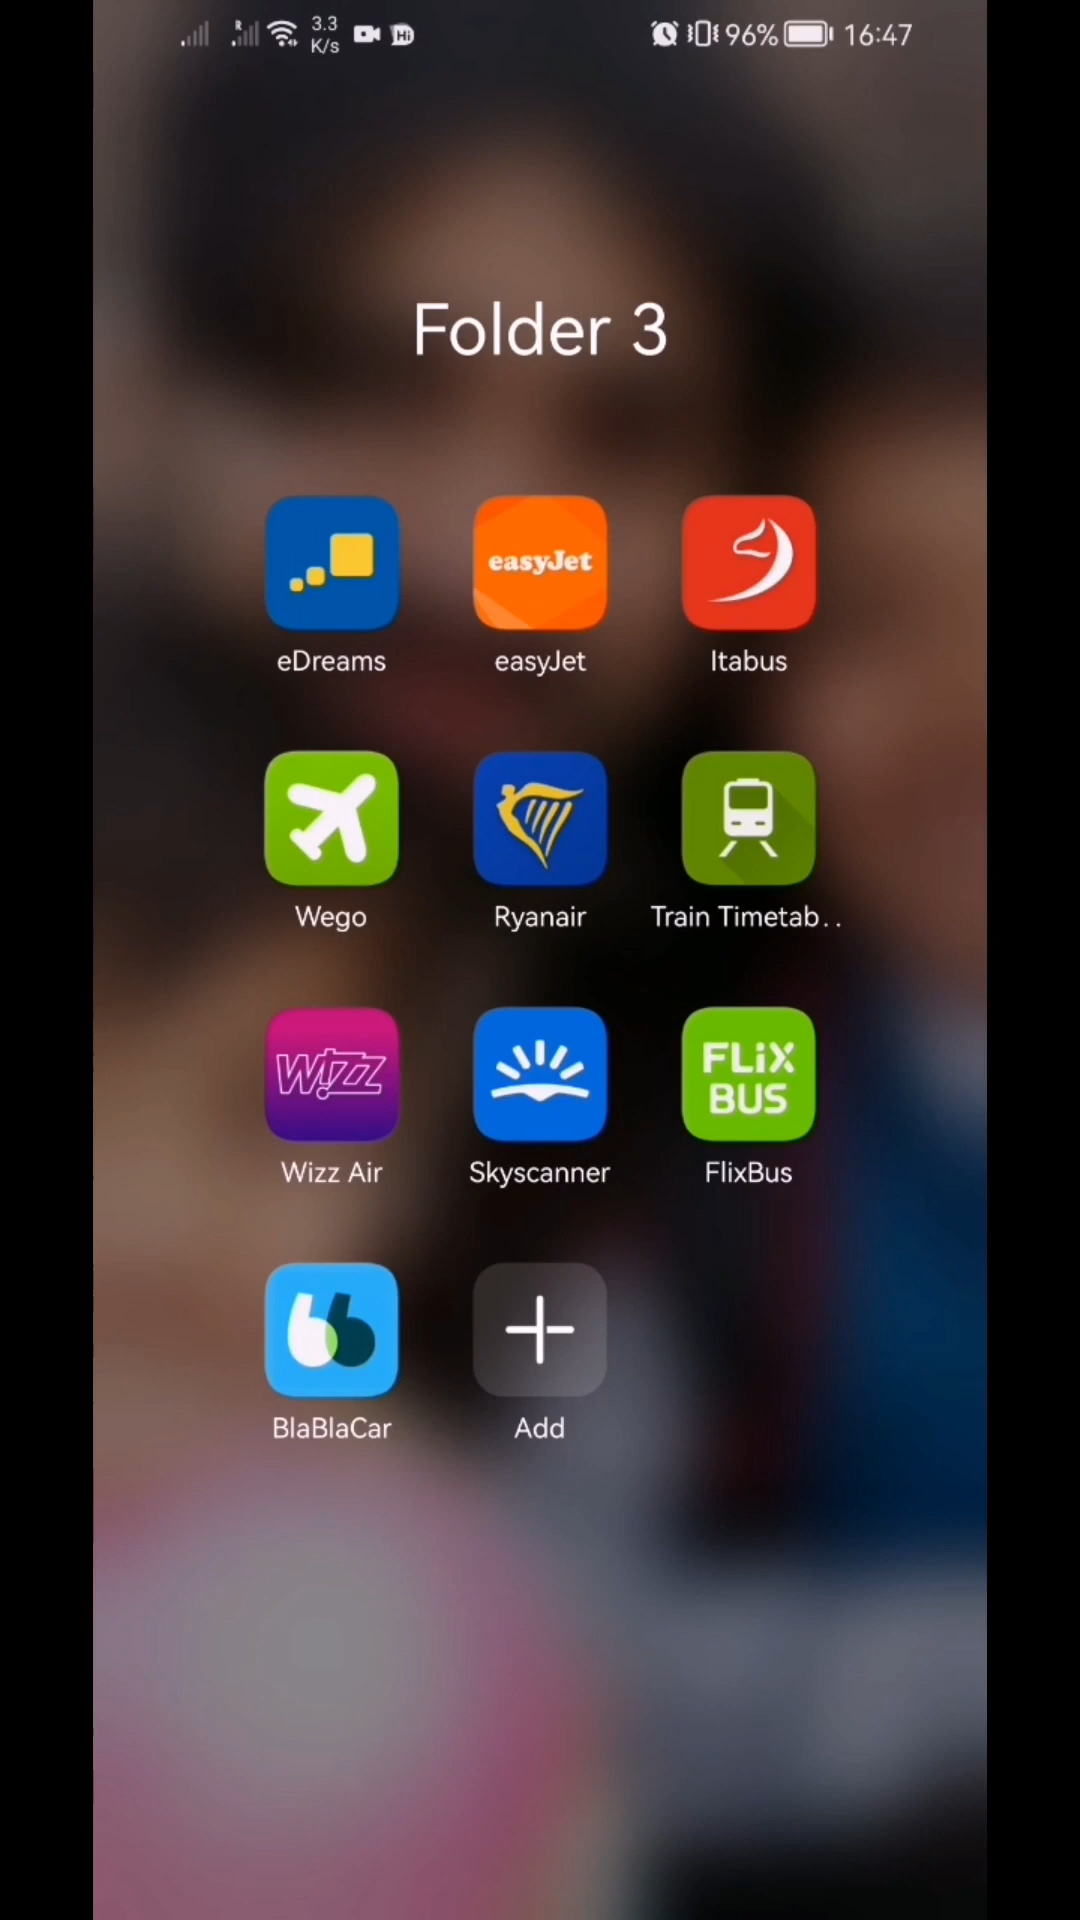 R
3.3
K/s
Hi
96%
16:47
Folder 3
easyJet
eDreams
easyJet
Itabus
Wego
Ryanair
Train Timetab..
WIZZ
FLiX
BUS
Wizz Air
Skyscanner
FlixBus
BlaBlaCar
Add